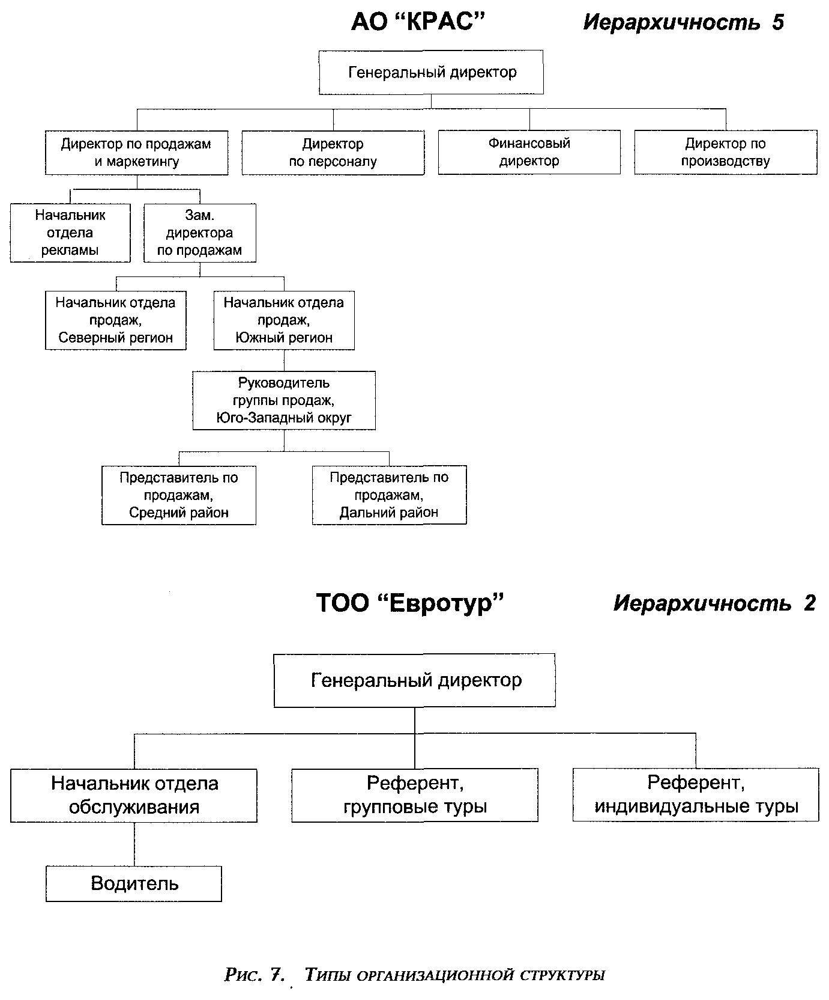 АО “КРАС” Иерархичность 5
Генеральный директор
Директор по продажам
и маркетингу
Директор
по персоналу
Финансовый
директор
Директор по
производству
Начальник
отдела
рекламы
Зам.
директора
по продажам
Начальник отдела
продаж,
Северный регион
Начальник отдела
продаж,
Южный регион
Руководитель
группы продаж,
Юго-Западный округ
Представитель по
продажам,
Средний район
Представитель по
продажам,
Дальний район
ТОО “Евротур” Иерархичность 2
Генеральный директор
Начальник отдела
обслуживания
Референт,
групповые туры
Референт,
индивидуальные туры
Водитель
Рис. 7. Типы организационной структуры